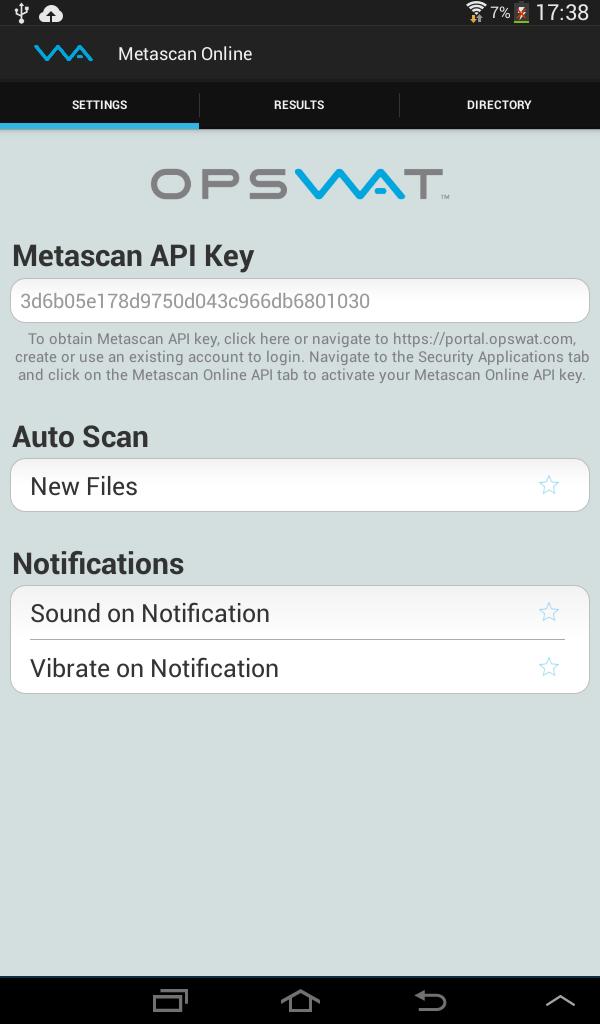 7% 17:38
Metascan Online
SETTINGS RESULTS DIRECTORY
OPSWAT™
Metascan API Key
3d6b05e178d9750d043c966db6801030
To obtain Metascan API key, click here or navigate to https://portal.opswat.com,
create or use an existing account to login. Navigate to the Security Applications tab
and click on the Metascan Online API tab to activate your Metascan Online API key.
Auto Scan
New Files
Notifications
Sound on Notification
Vibrate on Notification